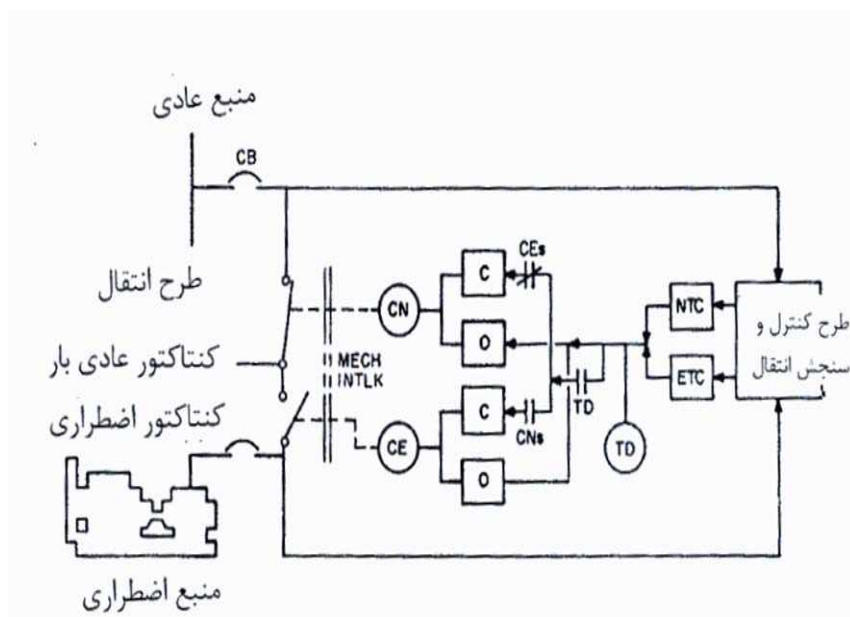 منبع عادی
CB
طرح انتقال
کنتاکتور عادی بار
کنتاکتور اضطراری
منبع اضطراری
MECH
INTLK
CN
CE
C
O
C
O
CEs
CNs
TD
TD
NTC
ETC
طرح کنترل و
سنجش انتقال